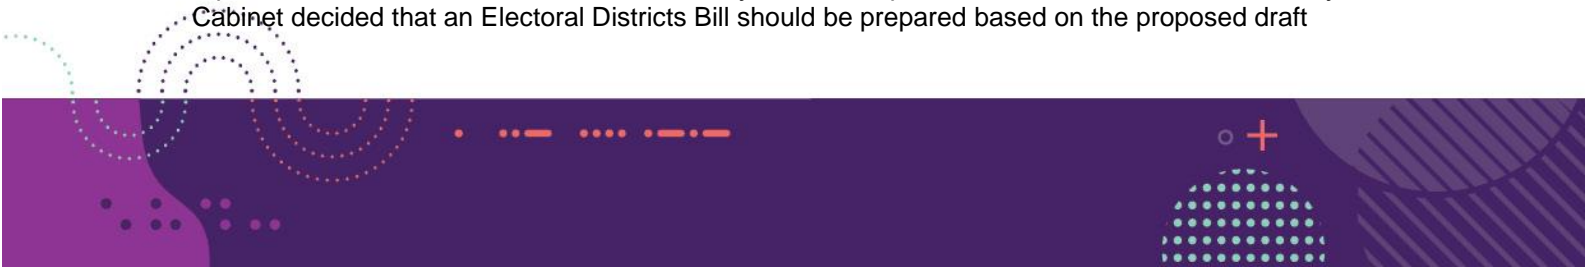 Cabinet decided that an Electoral Districts Bill should be prepared based on the proposed draft